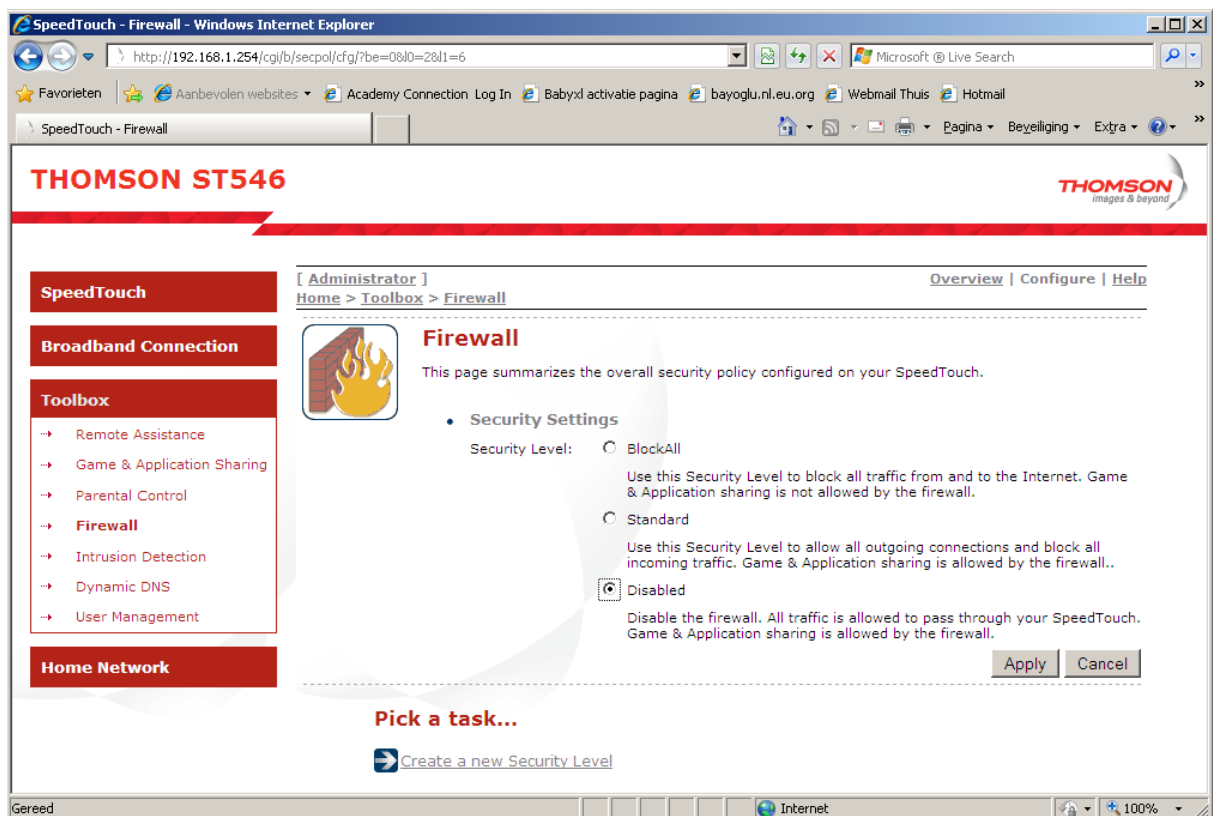 SpeedTouch - Firewall - Windows Internet Explorer
http://192.168.1.254/cgi/b/secpol/cfg/?be=0&l0=2&l1=6
Microsoft ® Live Search
Favorieten
Aanbevolen websites
Academy Connection Log In
Babyxl activatie pagina
bayoglu.nl.eu.org
Webmail Thuis
Hotmail
»
SpeedTouch - Firewall
Pagina
Beveiliging
Extra
»
THOMSON ST546
THOMSON
images & beyond
SpeedTouch
Broadband Connection
Toolbox
Remote Assistance
Game & Application Sharing
Parental Control
Firewall
Intrusion Detection
Dynamic DNS
User Management
Home Network
[ Administrator ]
Overview | Configure | Help
Home > Toolbox > Firewall
Firewall
This page summarizes the overall security policy configured on your SpeedTouch.
• Security Settings
Security Level:
BlockAll
Use this Security Level to block all traffic from and to the Internet. Game
& Application sharing is not allowed by the firewall.
Standard
Use this Security Level to allow all outgoing connections and block all
incoming traffic. Game & Application sharing is allowed by the firewall..
Disabled
Disable the firewall. All traffic is allowed to pass through your SpeedTouch.
Game & Application sharing is allowed by the firewall.
Apply
Cancel
Pick a task...
Create a new Security Level
Gereed
Internet
100%